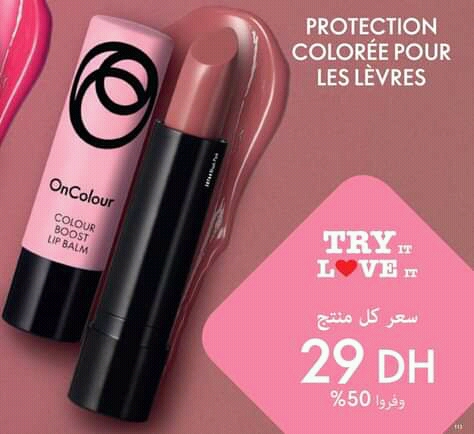 PROTECTION
COLORÉE POUR
LES LÈVRES
OnColour
COLOUR
BOOST
LIP BALM
TRY IT
LOVE IT
سعر كل منتج
29 DH
وفروا 50%
113